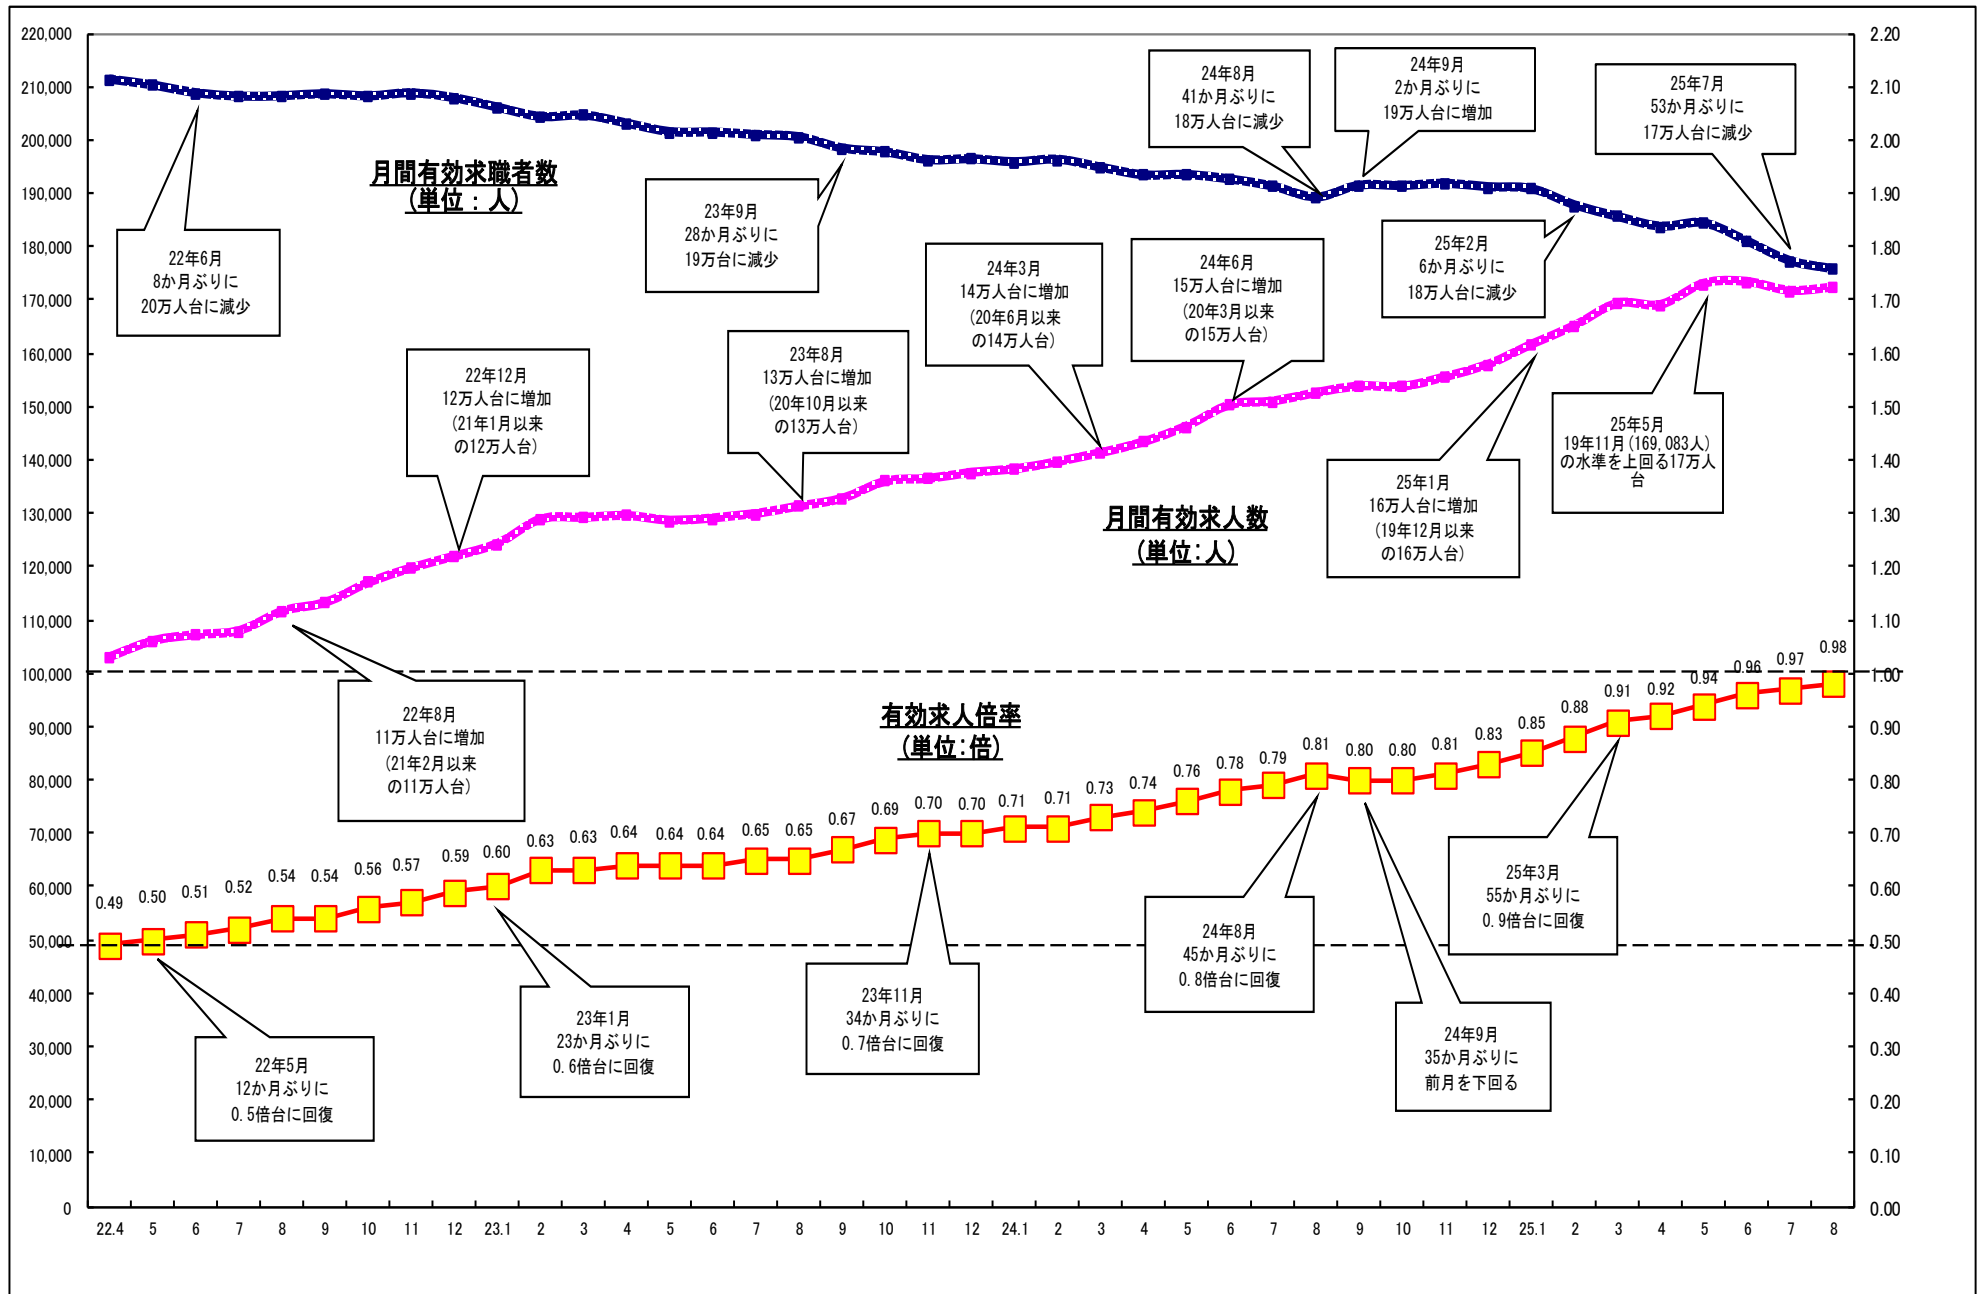 220,000
210,000
200,000
190,000
180,000
170,000
160,000
150,000
140,000
130,000
120,000
110,000
100,000
90,000
80,000
70,000
60,000
50,000
40,000
30,000
20,000
10,000
0
2.20
2.10
2.00
1.90
1.80
1.70
1.60
1.50
1.40
1.30
1.20
1.10
1.00
0.90
0.80
0.70
0.60
0.50
0.40
0.30
0.20
0.10
0.00
月間有効求職者数
(単位：人)
22年6月
8か月ぶりに
20万人台に減少
23年9月
28か月ぶりに
19万台に減少
24年8月
41か月ぶりに
18万人台に減少
24年9月
2か月ぶりに
19万人台に増加
25年2月
6か月ぶりに
18万人台に減少
25年7月
53か月ぶりに
17万人台に減少
月間有効求人数
(単位:人)
22年8月
11万人台に増加
(21年2月以来
の11万人台)
22年12月
12万人台に増加
(21年1月以来
の12万人台)
23年8月
13万人台に増加
(20年10月以来
の13万人台)
24年3月
14万人台に増加
(20年6月以来
の14万人台)
24年6月
15万人台に増加
(20年3月以来
の15万人台)
25年1月
16万人台に増加
(19年12月以来
の16万人台)
25年5月
19年11月(169,083人)
の水準を上回る17万人
台
有効求人倍率
(単位:倍)
0.49
0.50
0.51
0.52
0.54
0.54
0.56
0.57
0.59
0.60
0.63
0.63
0.64
0.64
0.64
0.65
0.65
0.67
0.69
0.70
0.70
0.71
0.71
0.73
0.74
0.76
0.78
0.79
0.81
0.80
0.80
0.81
0.83
0.85
0.88
0.91
0.92
0.94
0.96
0.97
0.98
22年5月
12か月ぶりに
0.5倍台に回復
23年1月
23か月ぶりに
0.6倍台に回復
23年11月
34か月ぶりに
0.7倍台に回復
24年8月
45か月ぶりに
0.8倍台に回復
24年9月
35か月ぶりに
前月を下回る
25年3月
55か月ぶりに
0.9倍台に回復
22.4 5 6 7 8 9 10 11 12 23.1 2 3 4 5 6 7 8 9 10 11 12 24.1 2 3 4 5 6 7 8 9 10 11 12 25.1 2 3 4 5 6 7 8